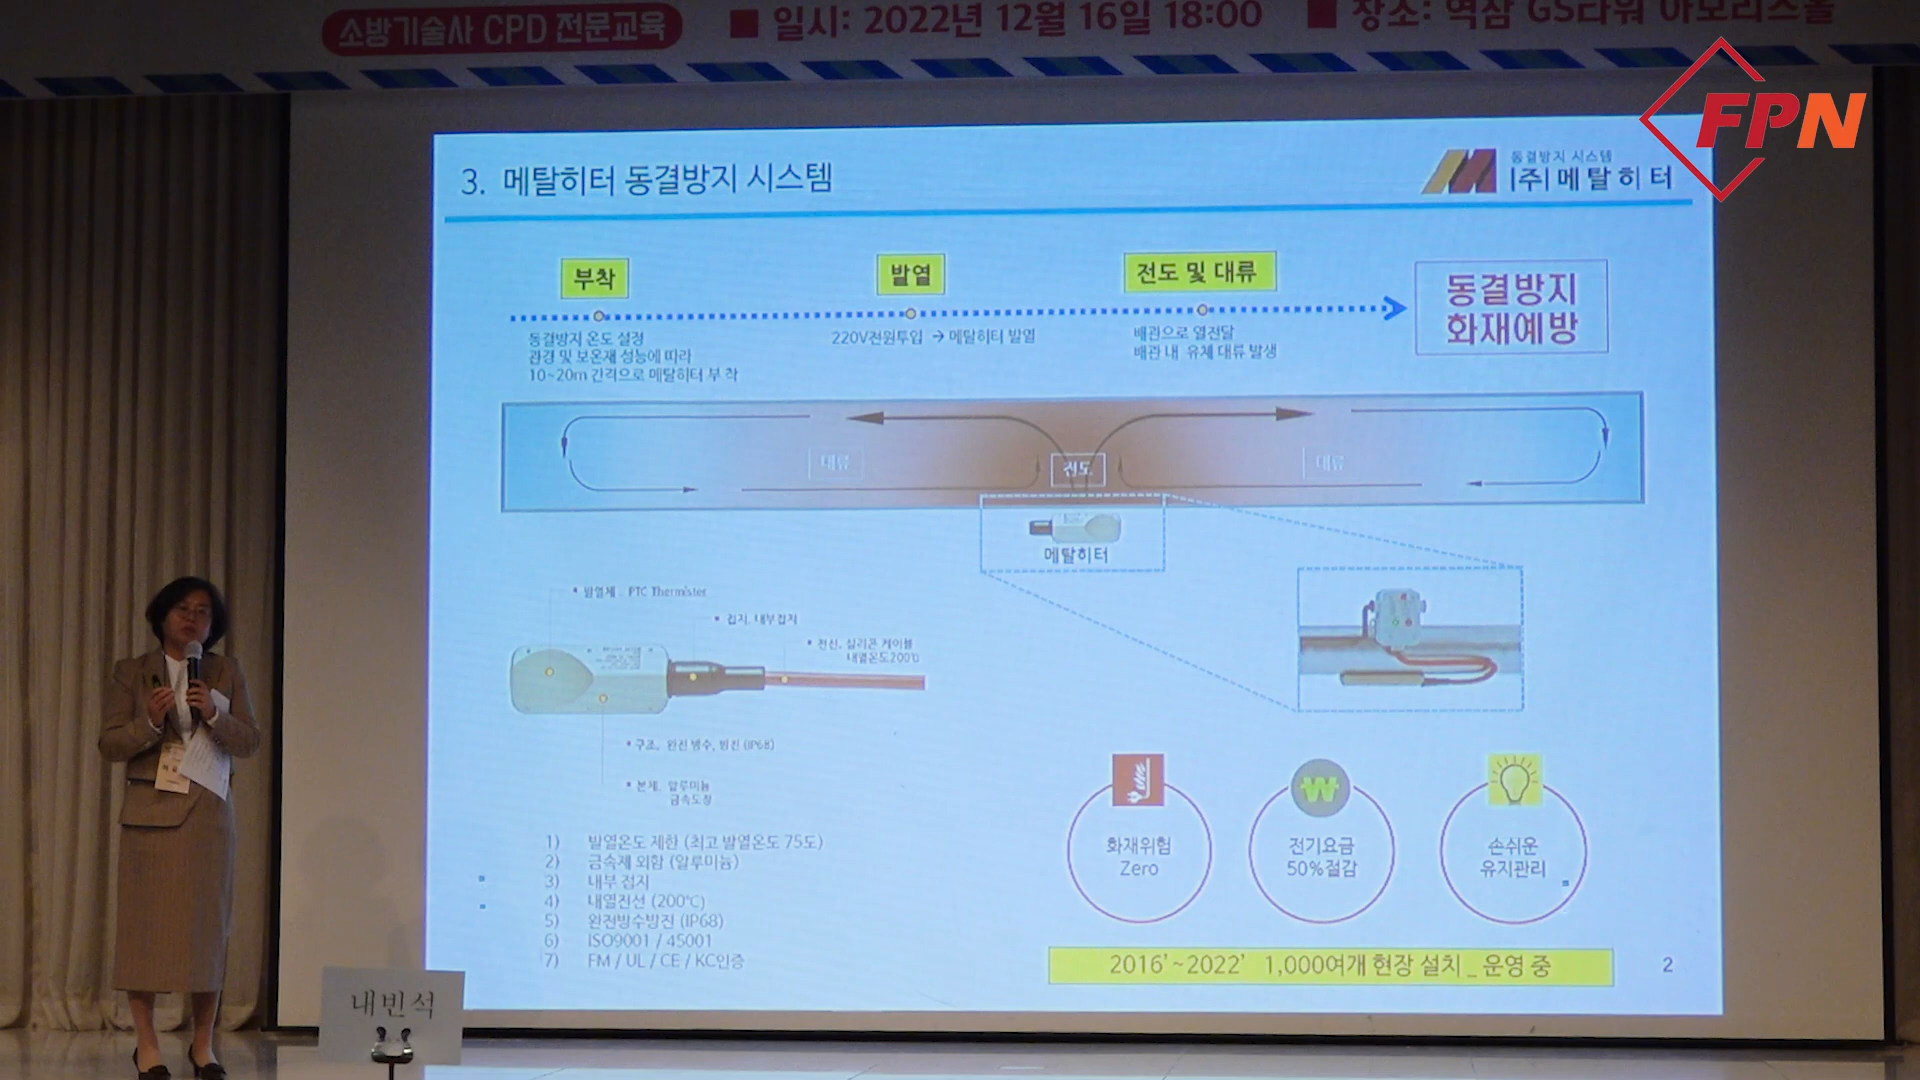 소방기술사 CPD 전문교육
■ 일시: 2022년 12월 16일 18:00
■ 장소: 역삼 GS타워 아모리스홀
FPN
3. 메탈히터 동결방지 시스템
동결방지 시스템
|주|메탈히터
부착
발열
전도 및 대류
동결방지
화재예방
동결방지 온도 설정
관경 및 보온재 성능에 따라
10~20m 간격으로 메탈히터 부 착
220V전원투입 → 메탈히터 발열
배관으로 열전달
배관 내 유체 대류 발생
대류
전도
대류
메탈히터
• 발열체. PTC Thermister
• 접지. 내부접지
• 전선. 실리콘 케이블
내열온도200℃
• 구조. 완전 방수, 방진 (IP68)
• 본체. 알루미늄
금속도장
1) 발열온도 제한 (최고 발열온도 75도)
2) 금속제 외함 (알루미늄)
3) 내부 접지
4) 내열전선 (200℃)
5) 완전방수방진 (IP68)
6) ISO9001 / 45001
7) FM / UL / CE / KC인증
화재위험
Zero
전기요금
50%절감
손쉬운
유지관리
2016'~2022' 1,000여개 현장 설치 _ 운영 중
2
내빈석